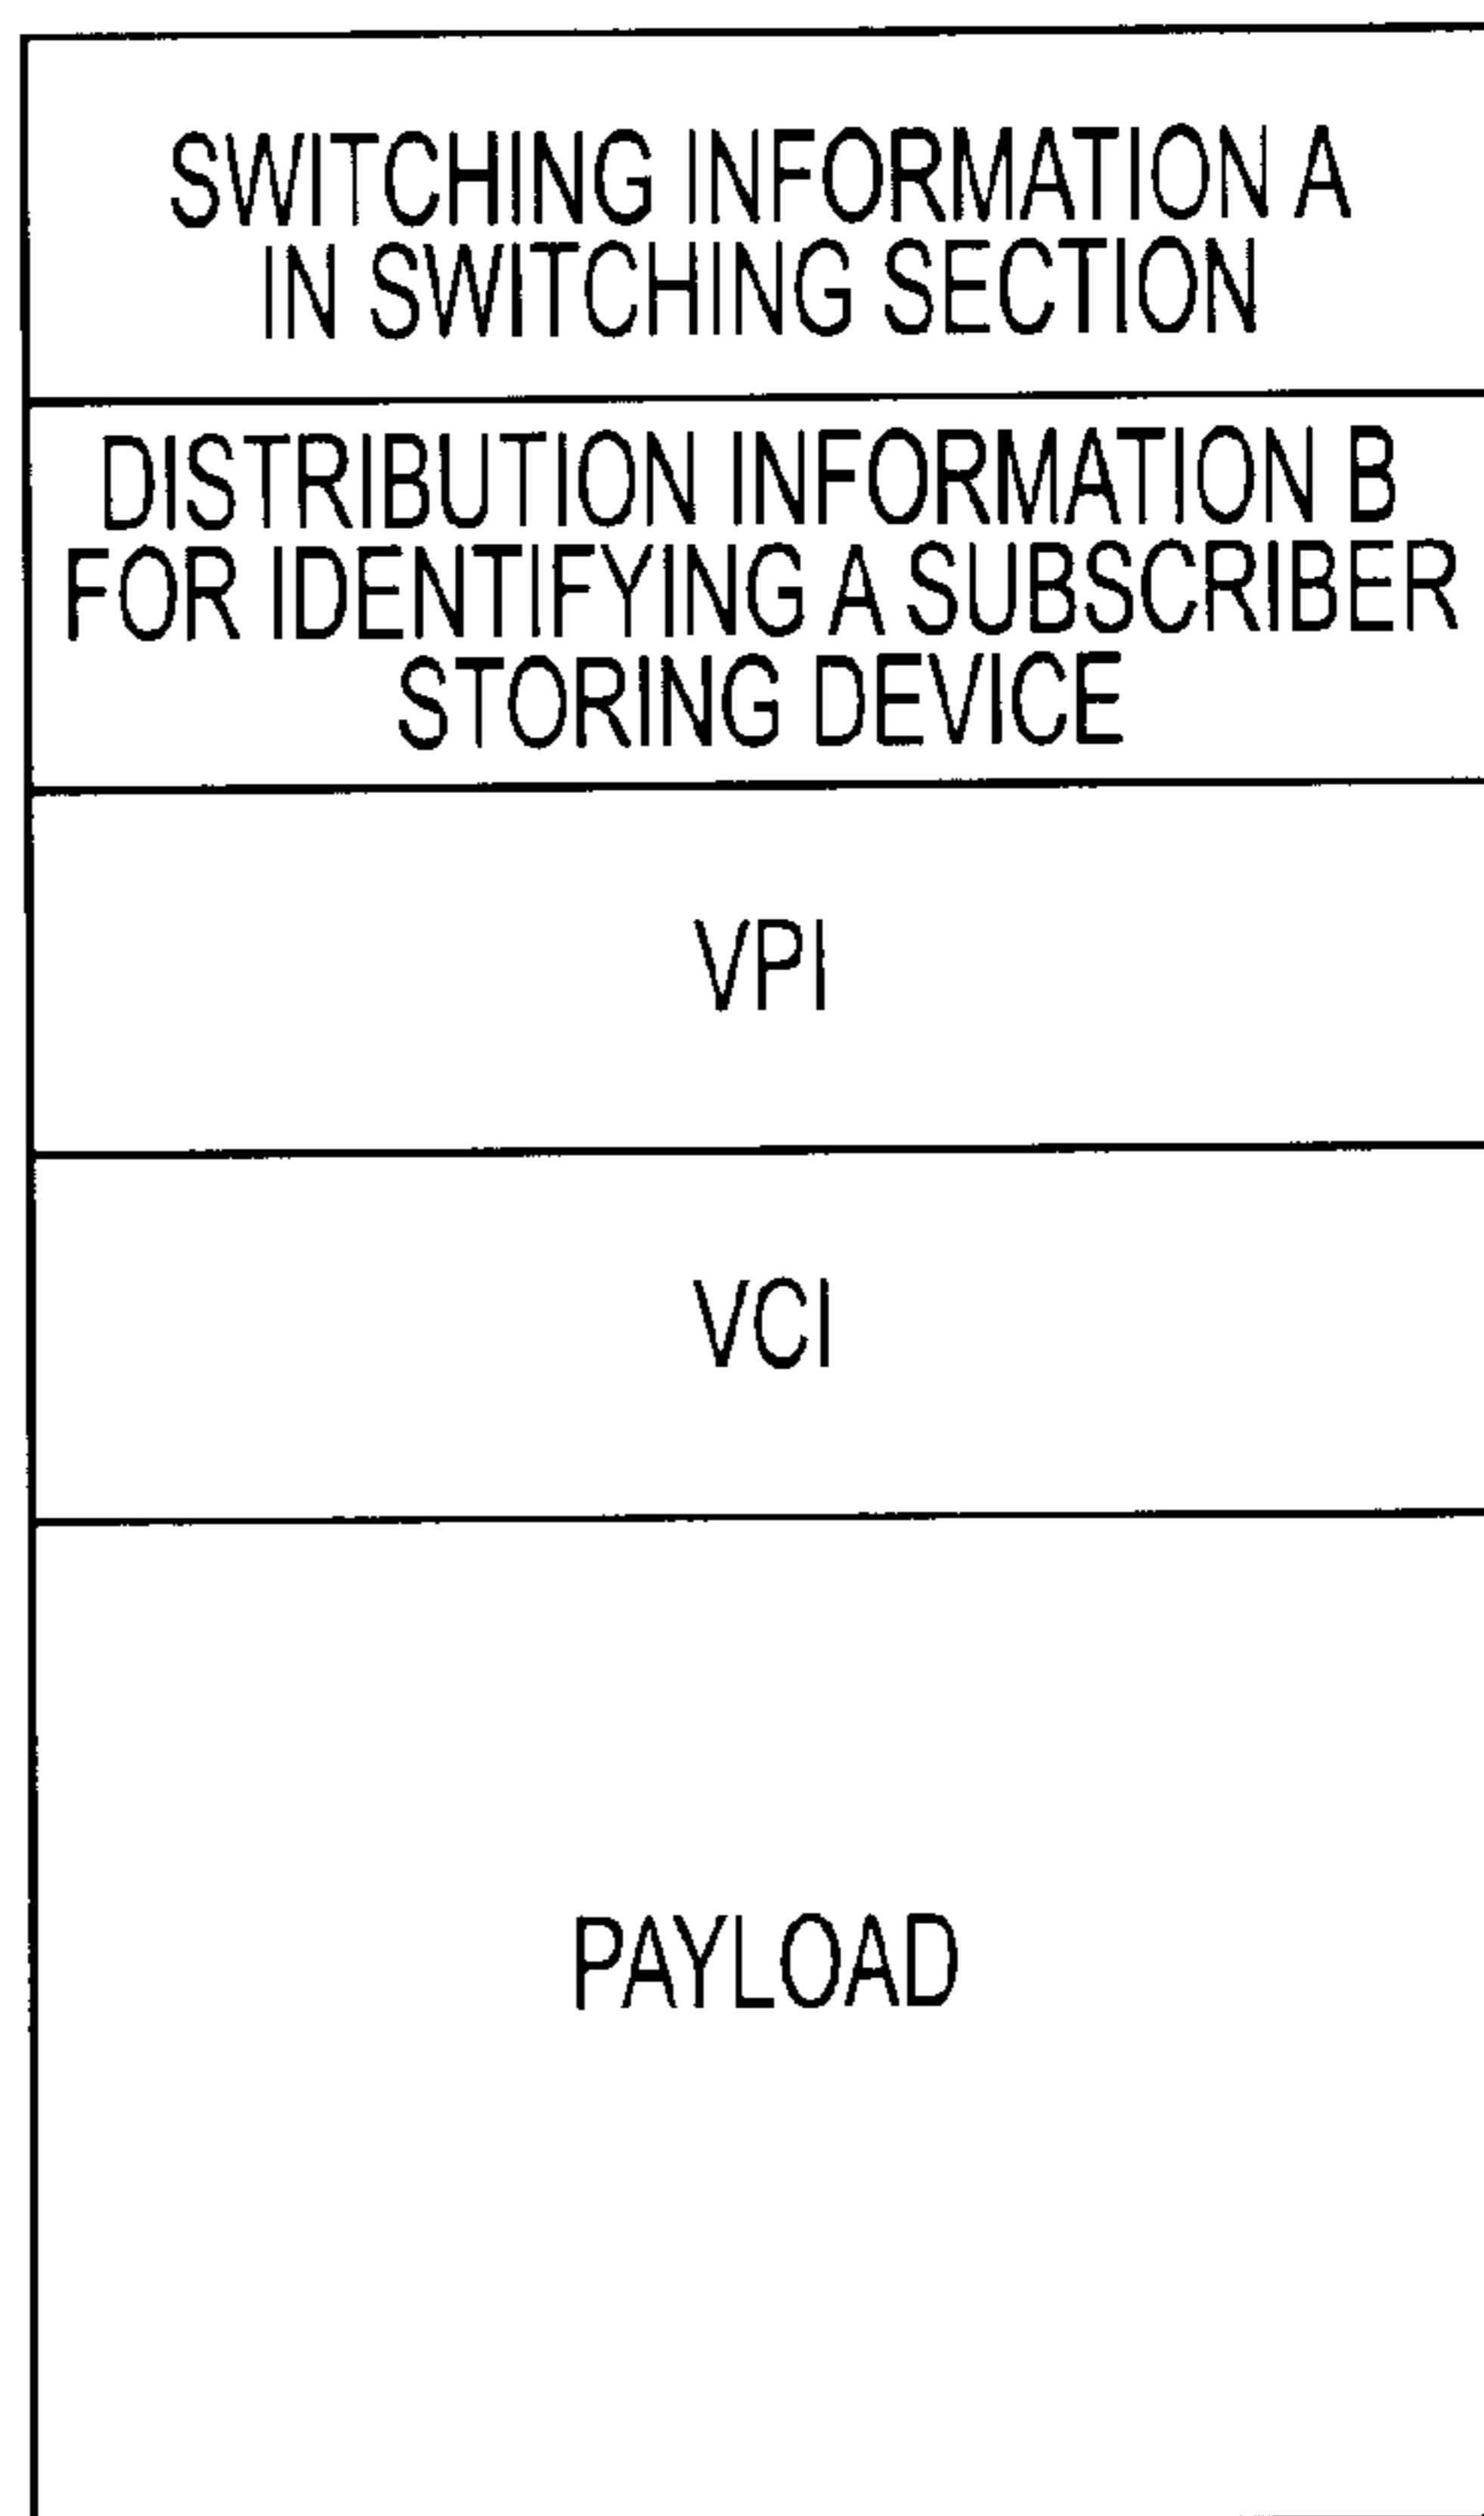 SWITCHING INFORMATION A
IN SWITCHING SECTION
DISTRIBUTION INFORMATION B
FOR IDENTIFYING A SUBSCRIBER
STORING DEVICE
VPI
VCI
PAYLOAD